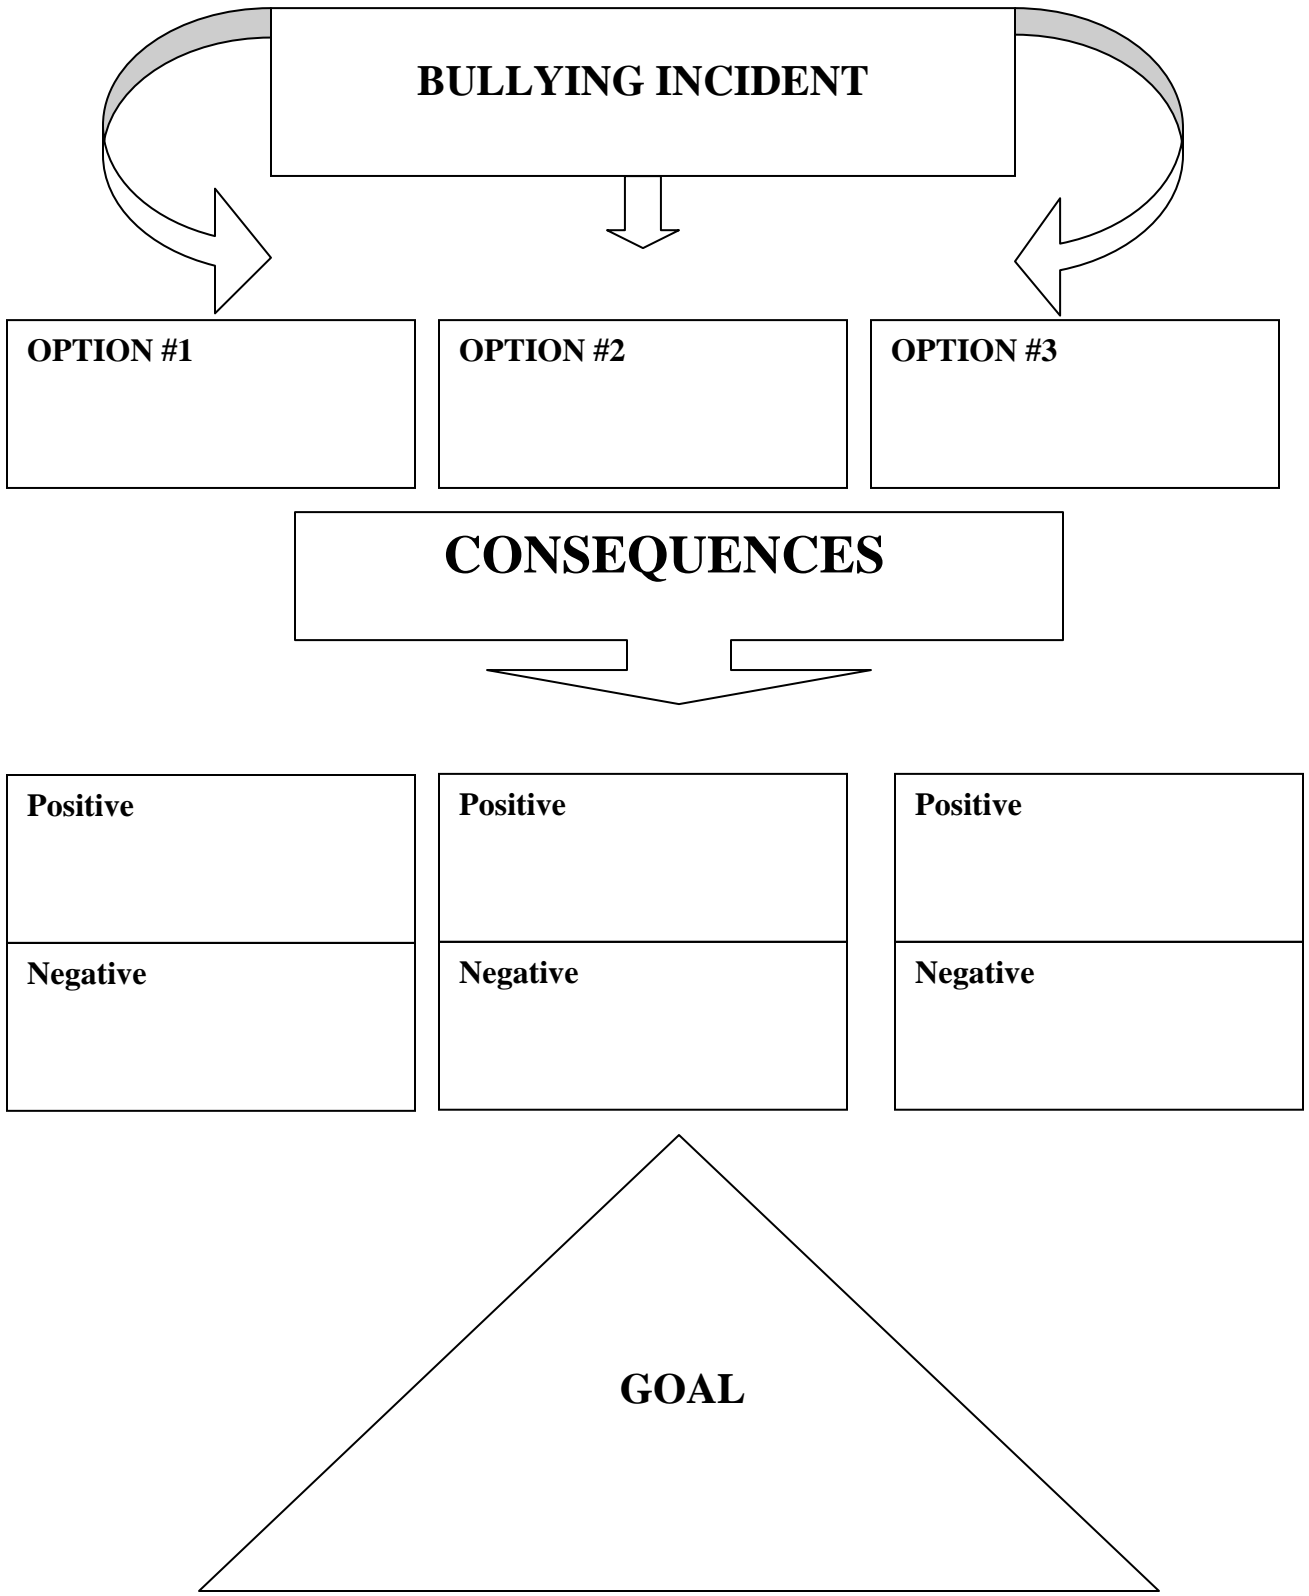 BULLYING INCIDENT
OPTION #1
OPTION #2
OPTION #3
CONSEQUENCES
Positive
Positive
Positive
Negative
Negative
Negative
GOAL